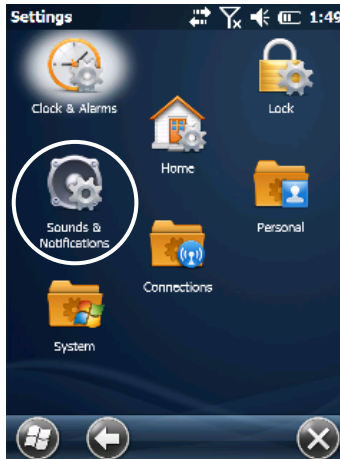 Settings 1:49
Clock & Alarms
Lock
Home
Sounds &
Notifications
Personal
Connections
System